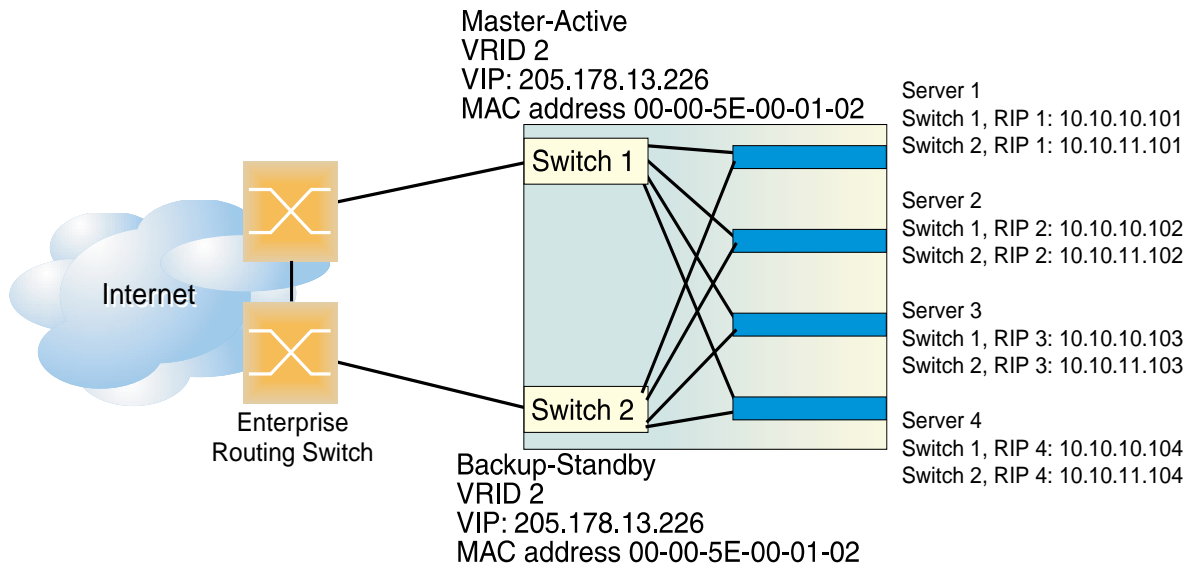 Master-Active
VRID 2
VIP: 205.178.13.226
MAC address 00-00-5E-00-01-02
Internet
Enterprise
Routing Switch
Switch 1
Switch 2
Server 1
Switch 1, RIP 1: 10.10.10.101
Switch 2, RIP 1: 10.10.11.101
Server 2
Switch 1, RIP 2: 10.10.10.102
Switch 2, RIP 2: 10.10.11.102
Server 3
Switch 1, RIP 3: 10.10.10.103
Switch 2, RIP 3: 10.10.11.103
Server 4
Switch 1, RIP 4: 10.10.10.104
Switch 2, RIP 4: 10.10.11.104
Backup-Standby
VRID 2
VIP: 205.178.13.226
MAC address 00-00-5E-00-01-02